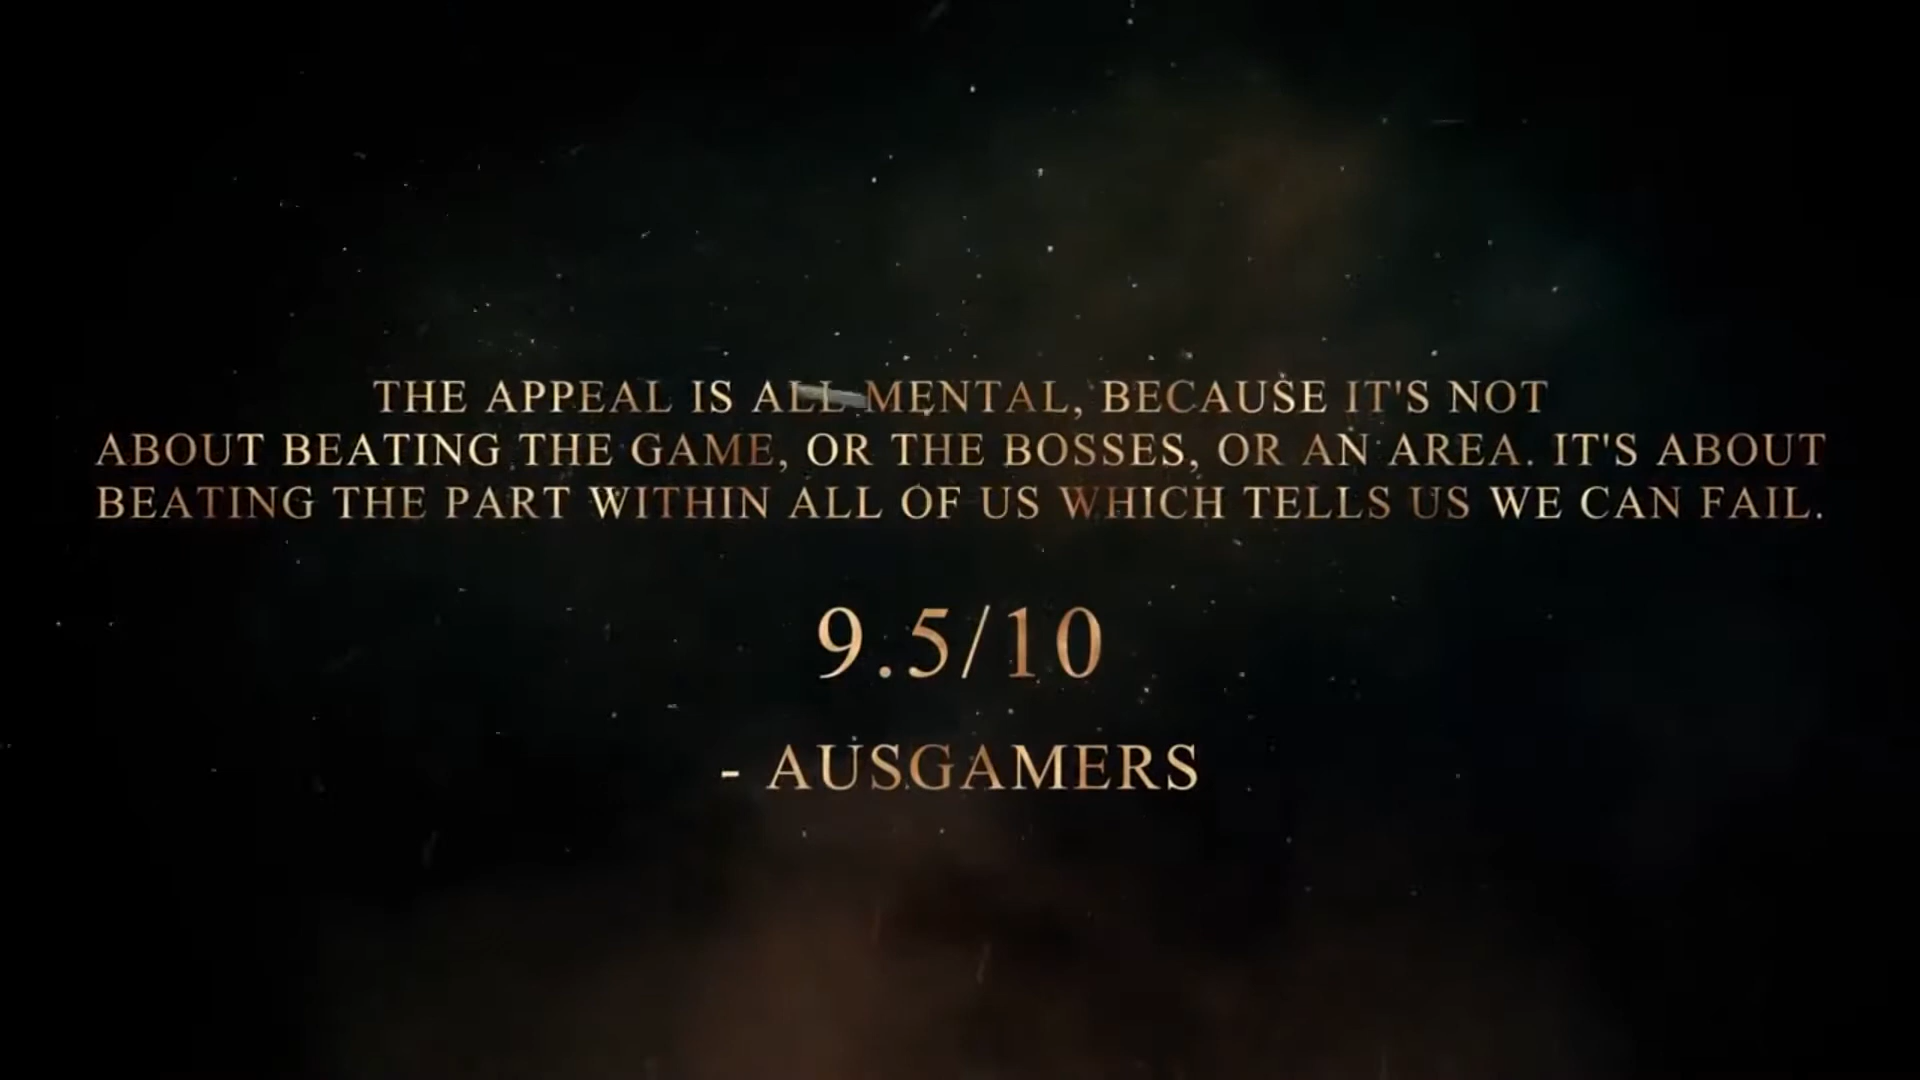 THE APPEAL IS ALL MENTAL, BECAUSE IT'S NOT
ABOUT BEATING THE GAME, OR THE BOSSES, OR AN AREA. IT'S ABOUT
BEATING THE PART WITHIN ALL OF US WHICH TELLS US WE CAN FAIL.
9.5/10
- AUSGAMERS